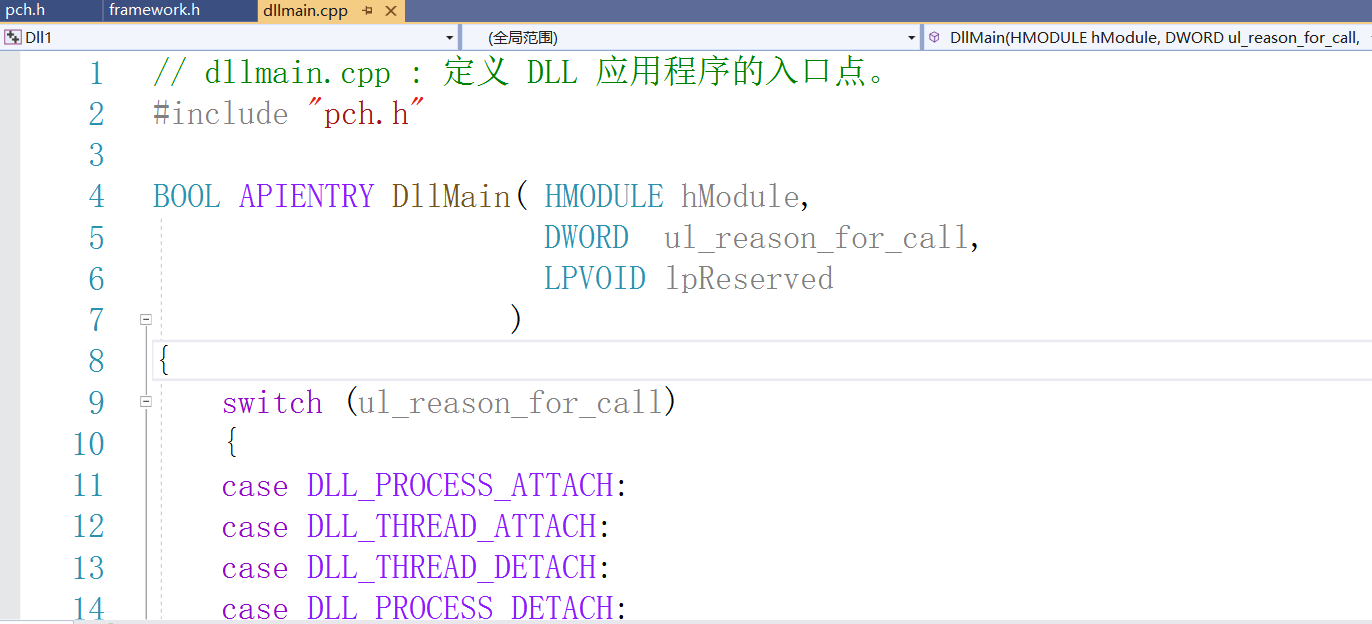 pch.h framework.h dllmain.cpp
Dll1 (全局范围) DllMain(HMODULE hModule, DWORD ul_reason_for_call,
1 // dllmain.cpp : 定义 DLL 应用程序的入口点。
2 #include "pch.h"
3
4 BOOL APIENTRY DllMain( HMODULE hModule,
5 DWORD  ul_reason_for_call,
6 LPVOID lpReserved
7 )
8 {
9 switch (ul_reason_for_call)
10 {
11 case DLL_PROCESS_ATTACH:
12 case DLL_THREAD_ATTACH:
13 case DLL_THREAD_DETACH:
14 case DLL_PROCESS_DETACH: